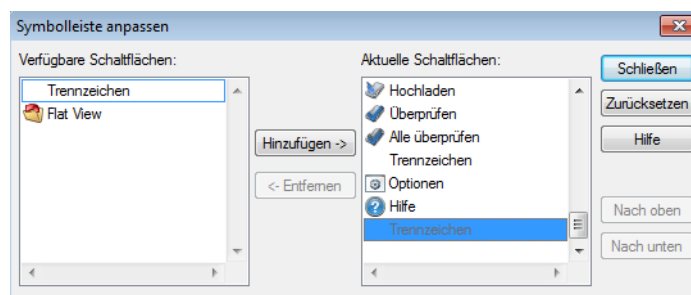 Symbolleiste anpassen
Verfügbare Schaltflächen:
Trennzeichen
Flat View
Hinzufügen ->
<- Entfernen
Aktuelle Schaltflächen:
Hochladen
Überprüfen
Alle überprüfen
Trennzeichen
Optionen
Hilfe
Trennzeichen
Schließen
Zurücksetzen
Hilfe
Nach oben
Nach unten